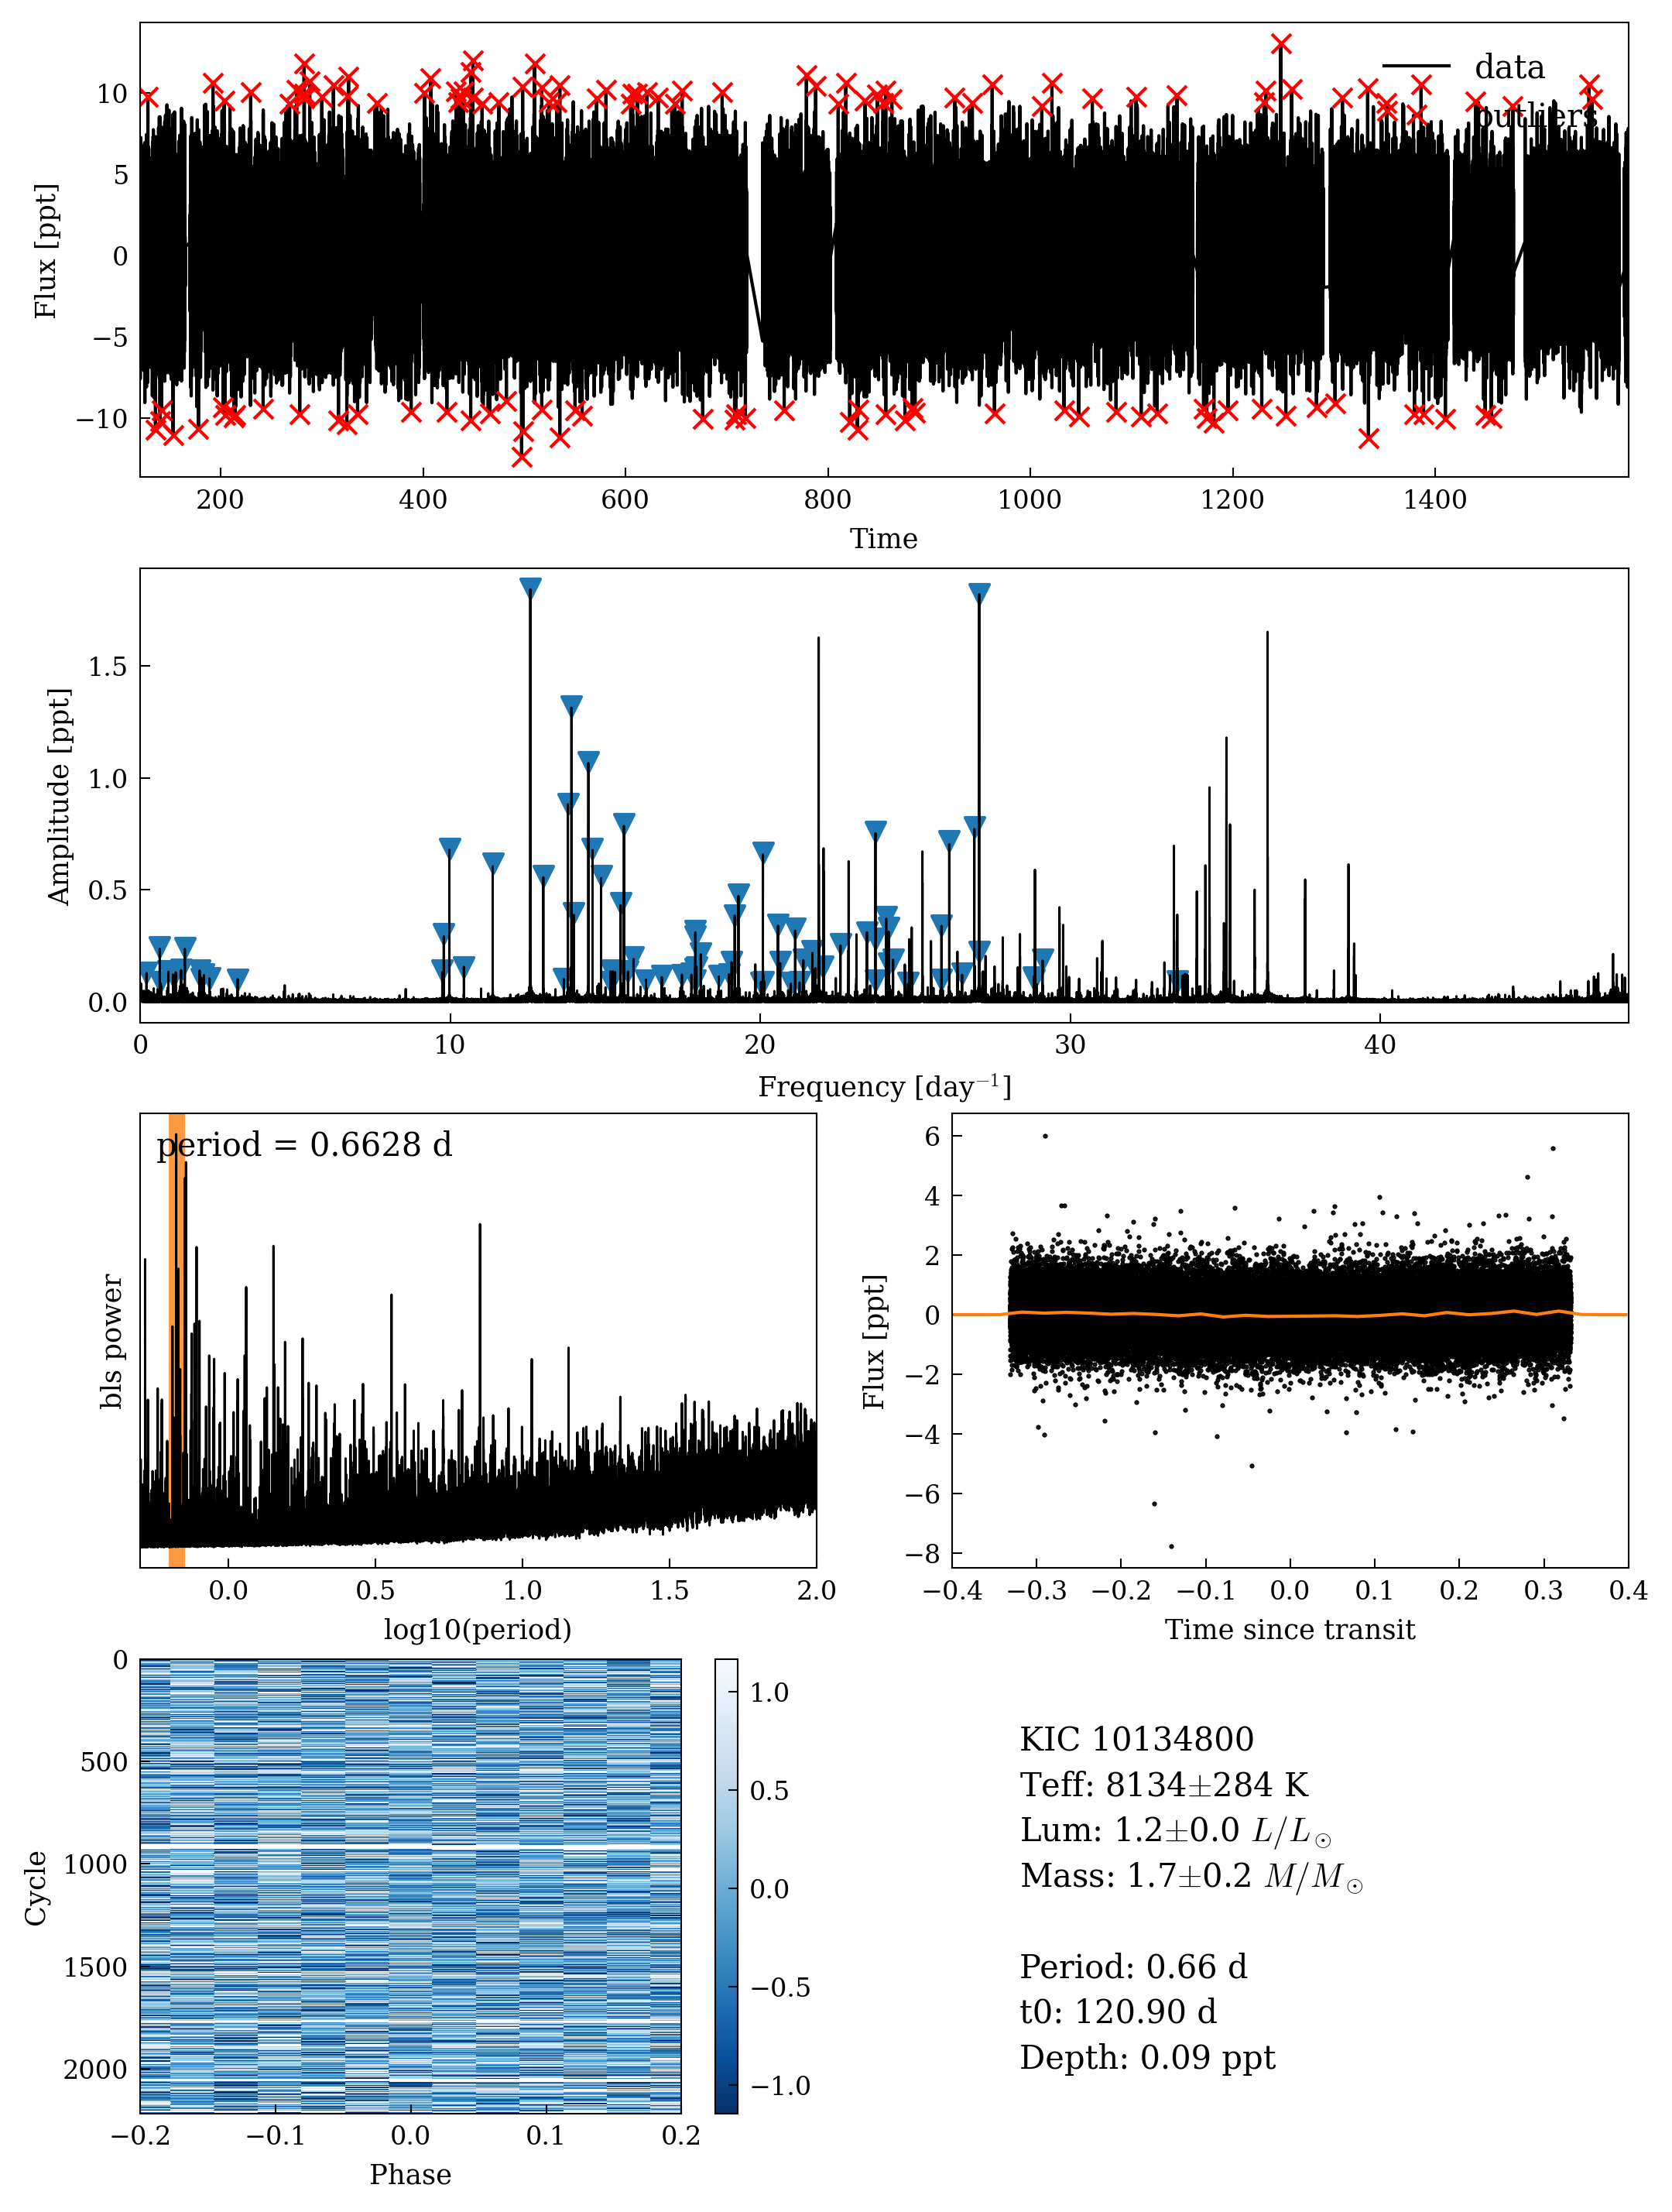 data
outliers
10
5
0
−5
−10
Flux [ppt]
200 400 600 800 1000 1200 1400
Time
1.5
1.0
0.5
0.0
Amplitude [ppt]
0 10 20 30 40
Frequency [day⁻¹]
period = 0.6628 d
bls power
0.0 0.5 1.0 1.5 2.0
log10(period)
6
4
2
0
−2
−4
−6
−8
Flux [ppt]
−0.4 −0.3 −0.2 −0.1 0.0 0.1 0.2 0.3 0.4
Time since transit
0
500
1000
1500
2000
Cycle
−0.2 −0.1 0.0 0.1 0.2
Phase
1.0
0.5
0.0
−0.5
−1.0
KIC 10134800
Teff: 8134±284 K
Lum: 1.2±0.0 L/L☉
Mass: 1.7±0.2 M/M☉
Period: 0.66 d
t0: 120.90 d
Depth: 0.09 ppt